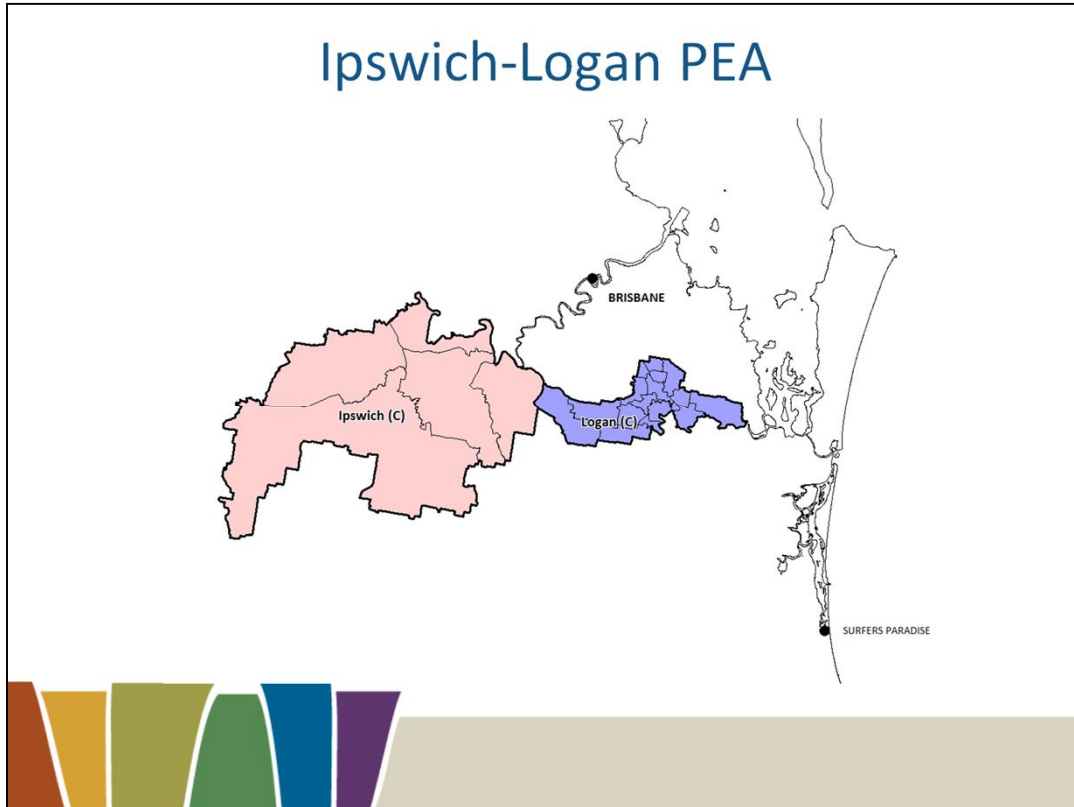 Ipswich-Logan PEA
BRISBANE
Ipswich (C)
Logan (C)
SURFERS PARADISE